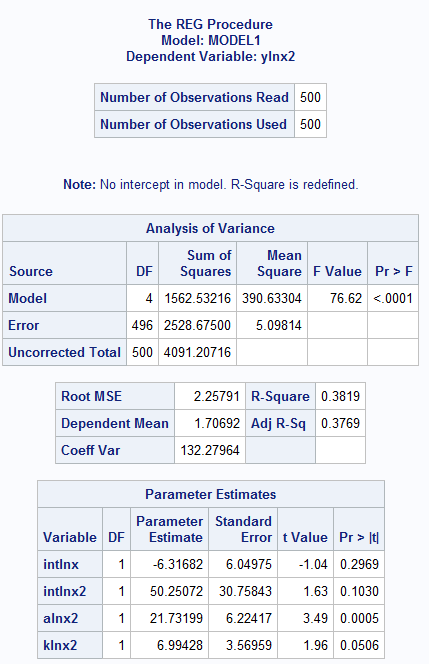 The REG Procedure
Model: MODEL1
Dependent Variable: ylnx2
Number of Observations Read 500
Number of Observations Used 500
Note: No intercept in model. R-Square is redefined.
Analysis of Variance
Source DF Sum of Squares Mean Square F Value Pr > F
Model 4 1562.53216 390.63304 76.62 <.0001
Error 496 2528.67500 5.09814
Uncorrected Total 500 4091.20716
Root MSE 2.25791 R-Square 0.3819
Dependent Mean 1.70692 Adj R-Sq 0.3769
Coeff Var 132.27964
Parameter Estimates
Variable DF Parameter Estimate Standard Error t Value Pr > |t|
intlnx 1 -6.31682 6.04975 -1.04 0.2969
intlnx2 1 50.25072 30.75843 1.63 0.1030
alnx2 1 21.73199 6.22417 3.49 0.0005
klnx2 1 6.99428 3.56959 1.96 0.0506